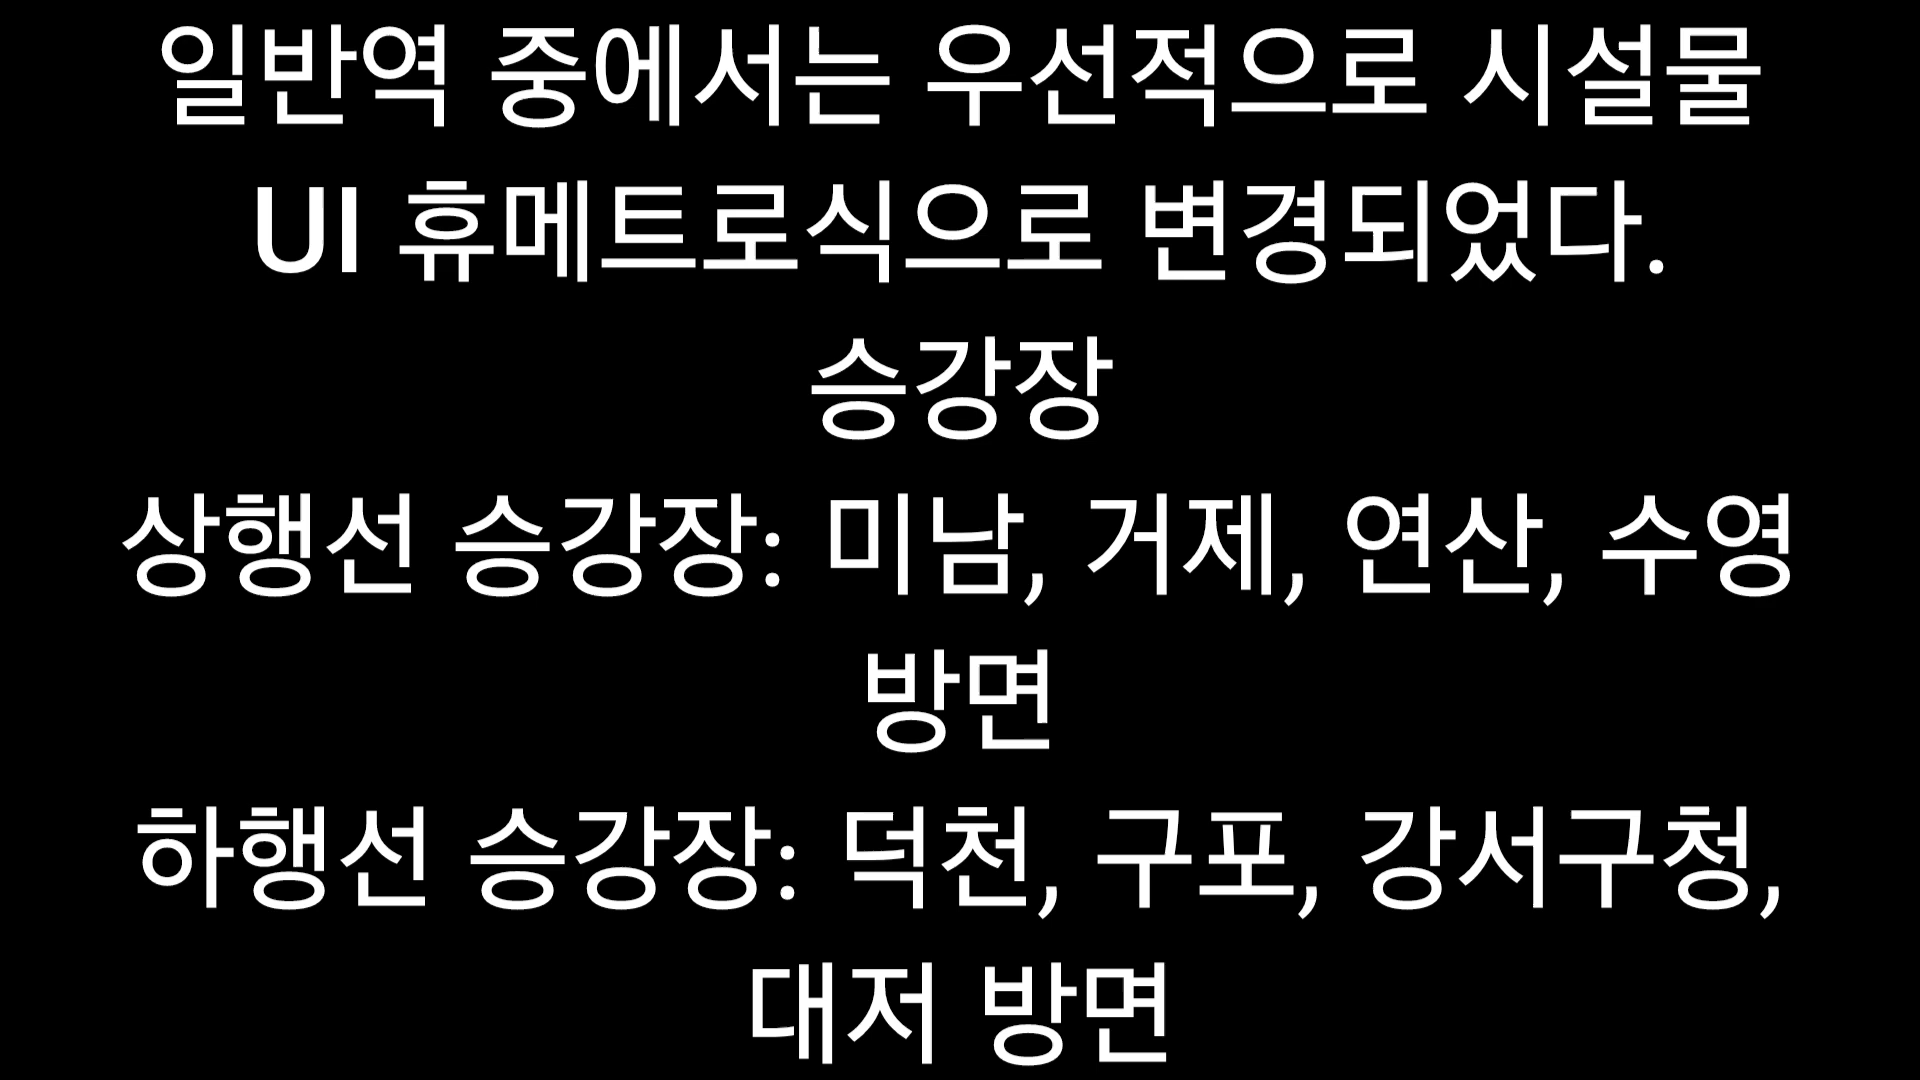 일반역 중에서는 우선적으로 시설물
UI 휴메트로식으로 변경되었다.
승강장
상행선 승강장: 미남, 거제, 연산, 수영
방면
하행선 승강장: 덕천, 구포, 강서구청,
대저 방면